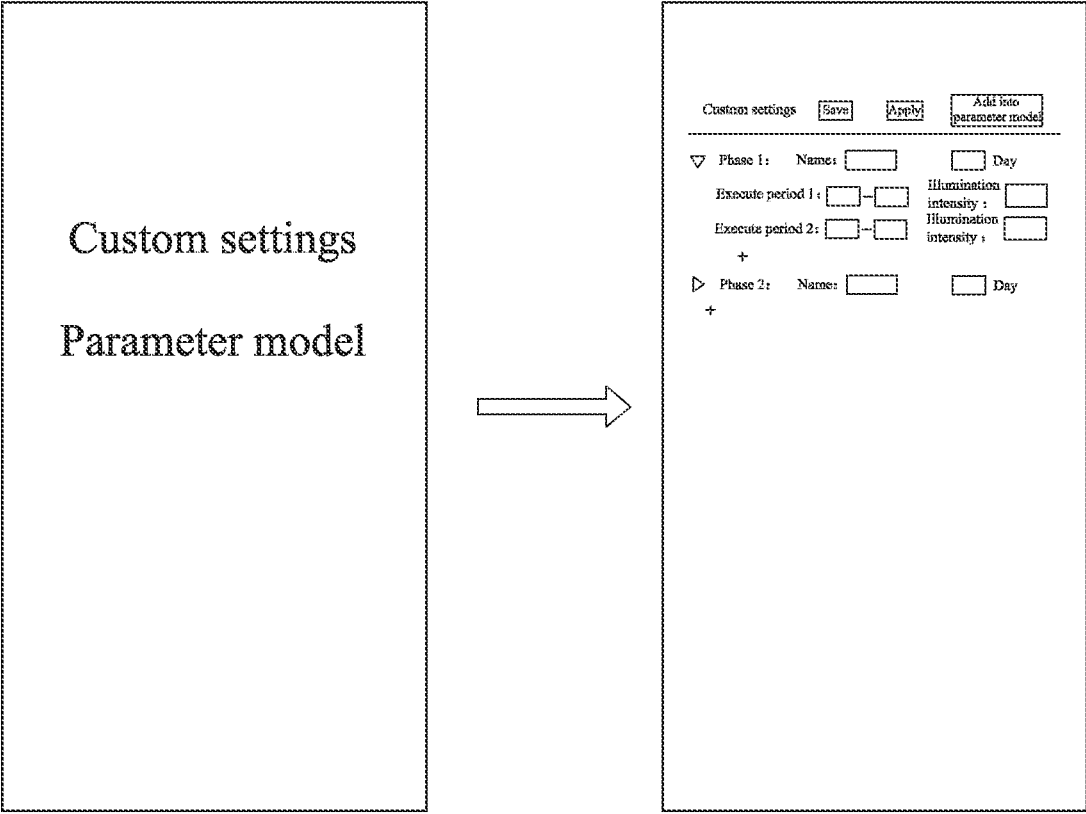 Custom settings
Parameter model
Custom settings Save Apply Add into
parameter model
Phase 1: Name: Day
Execute period 1: – Illumination
intensity :
Execute period 2: – Illumination
intensity :
+
Phase 2: Name: Day
+